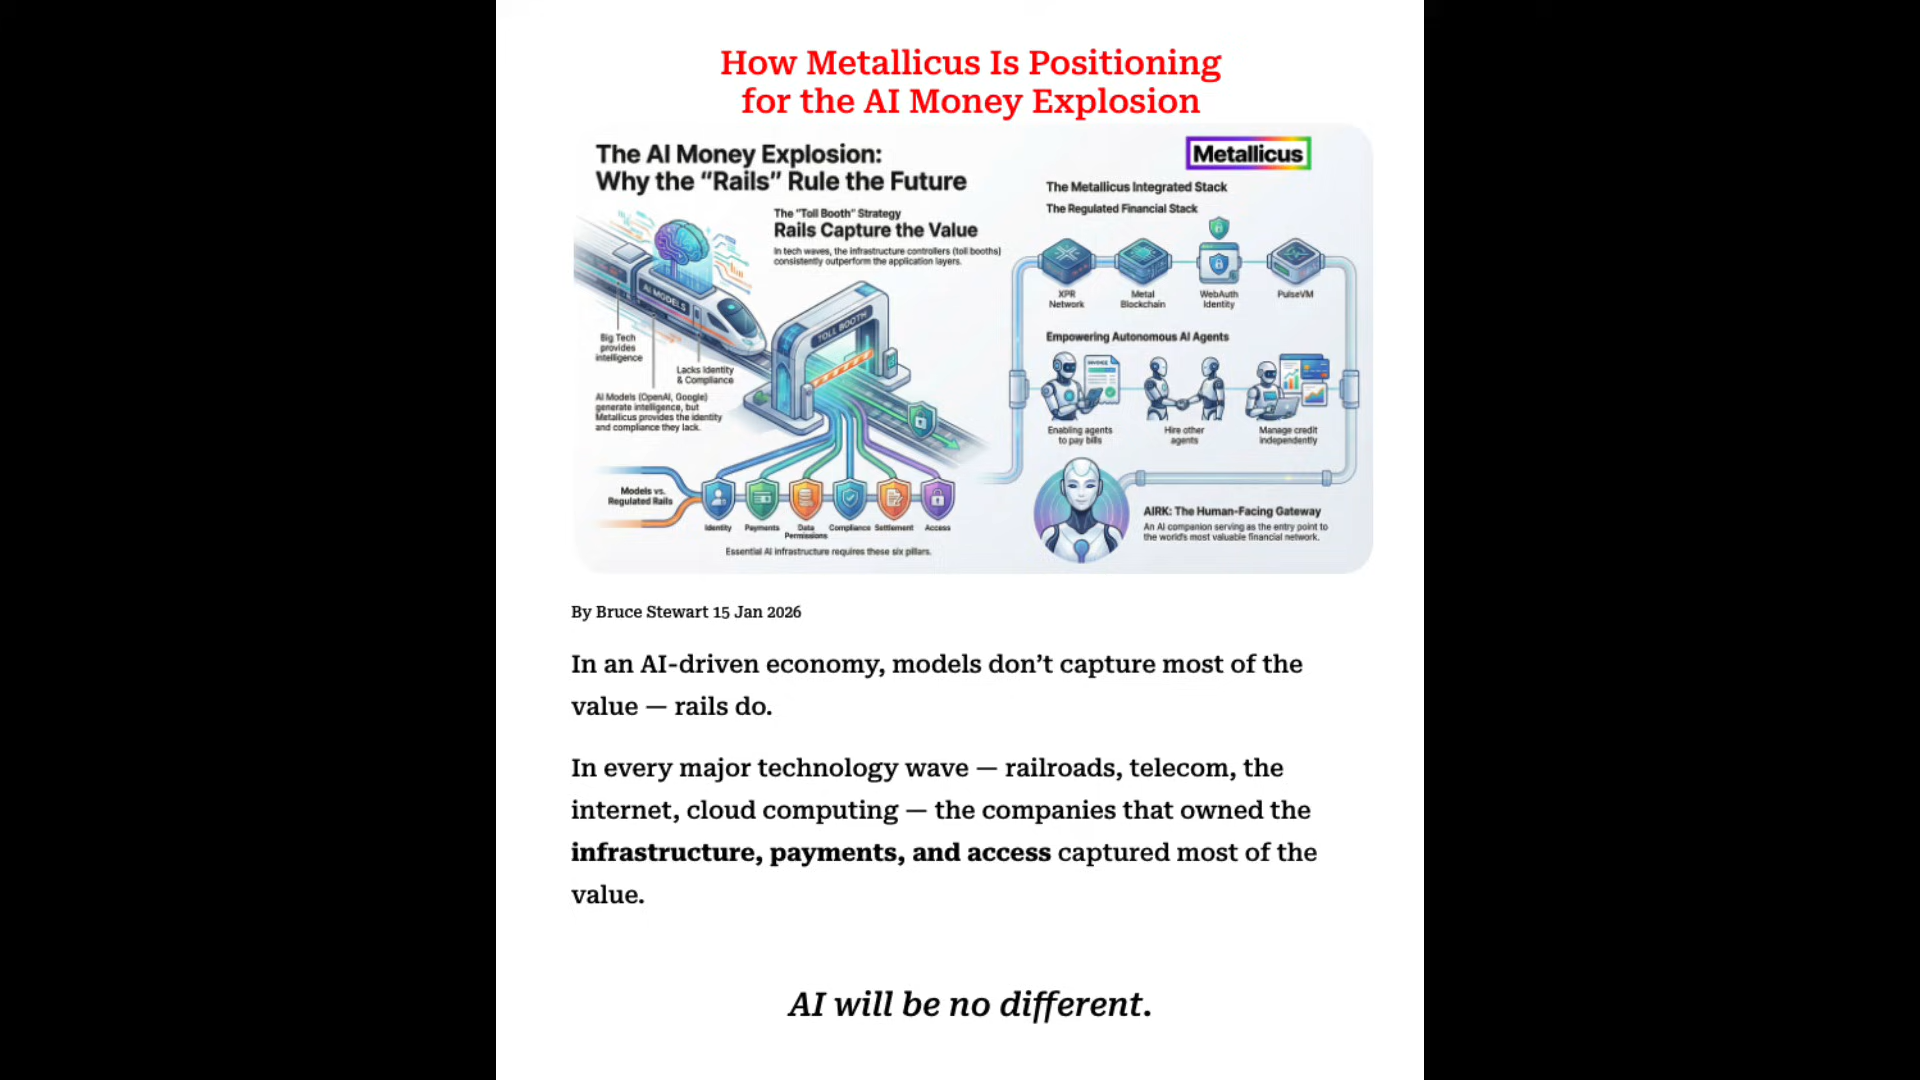 How Metallicus Is Positioning
for the AI Money Explosion
The AI Money Explosion:
Why the “Rails” Rule the Future
The “Toll Booth” Strategy
Rails Capture the Value
In tech waves, the infrastructure controllers (toll booths)
consistently outperform the application layers.
AI MODELS
TOLL BOOTH
Big Tech
provides
intelligence
Lacks Identity
& Compliance
AI Models (OpenAI, Google)
generate intelligence, but
Metallicus provides the identity
and compliance they lack.
Models vs.
Regulated Rails
Identity
Payments
Data
Permissions
Compliance
Settlement
Access
Essential AI infrastructure requires these six pillars.
Metallicus
The Metallicus Integrated Stack
The Regulated Financial Stack
XPR
Network
Metal
Blockchain
WebAuth
Identity
PulseVM
Empowering Autonomous AI Agents
INVOICE
Enabling agents
to pay bills
Hire other
agents
Manage credit
independently
AIRK: The Human-Facing Gateway
An AI companion serving as the entry point to
the world's most valuable financial network.
By Bruce Stewart 15 Jan 2026
In an AI-driven economy, models don’t capture most of the
value — rails do.
In every major technology wave — railroads, telecom, the
internet, cloud computing — the companies that owned the
infrastructure, payments, and access captured most of the
value.
AI will be no different.